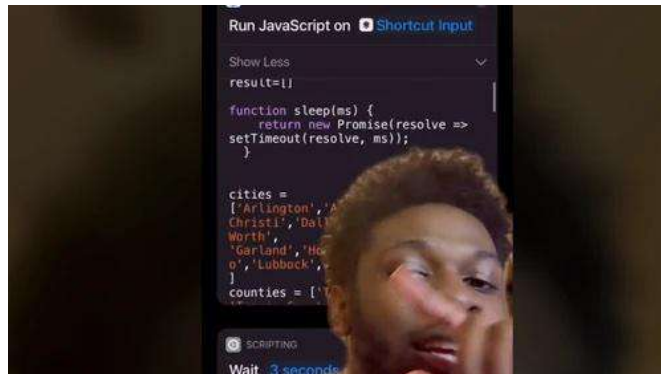 Run JavaScript on Shortcut Input
Show Less
result=[]
function sleep(ms) {
return new Promise(resolve =>
setTimeout(resolve, ms));
}
cities =
['Arlington',
Christi','Dall
Worth',
'Garland','Ho
o','Lubbock',
]
counties = ['T
SCRIPTING
Wait 3 seconds